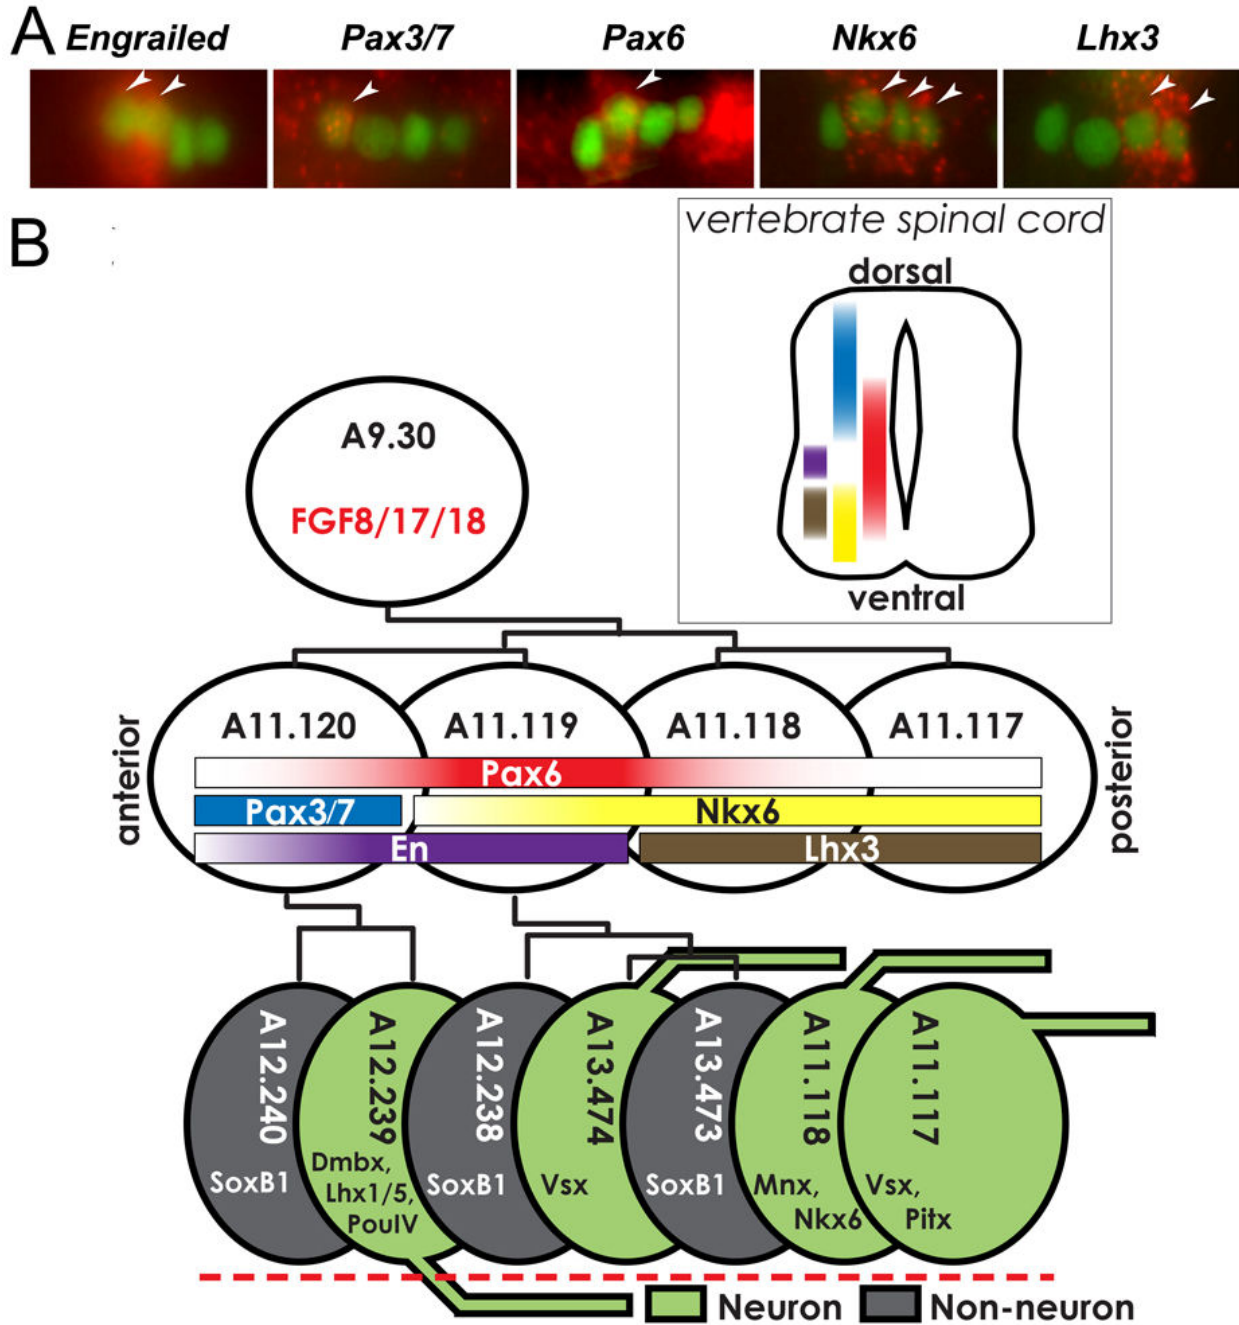 A Engrailed Pax3/7 Pax6 Nkx6 Lhx3
B
vertebrate spinal cord
dorsal
ventral
A9.30
FGF8/17/18
anterior
posterior
A11.120 A11.119 A11.118 A11.117
Pax6
Pax3/7 Nkx6
En Lhx3
A12.240 A12.239 A12.238 A13.474 A13.473 A11.118 A11.117
SoxB1
Dmbx,
Lhx1/5,
PouIV
SoxB1
Vsx
SoxB1
Mnx,
Nkx6
Vsx,
Pitx
Neuron Non-neuron